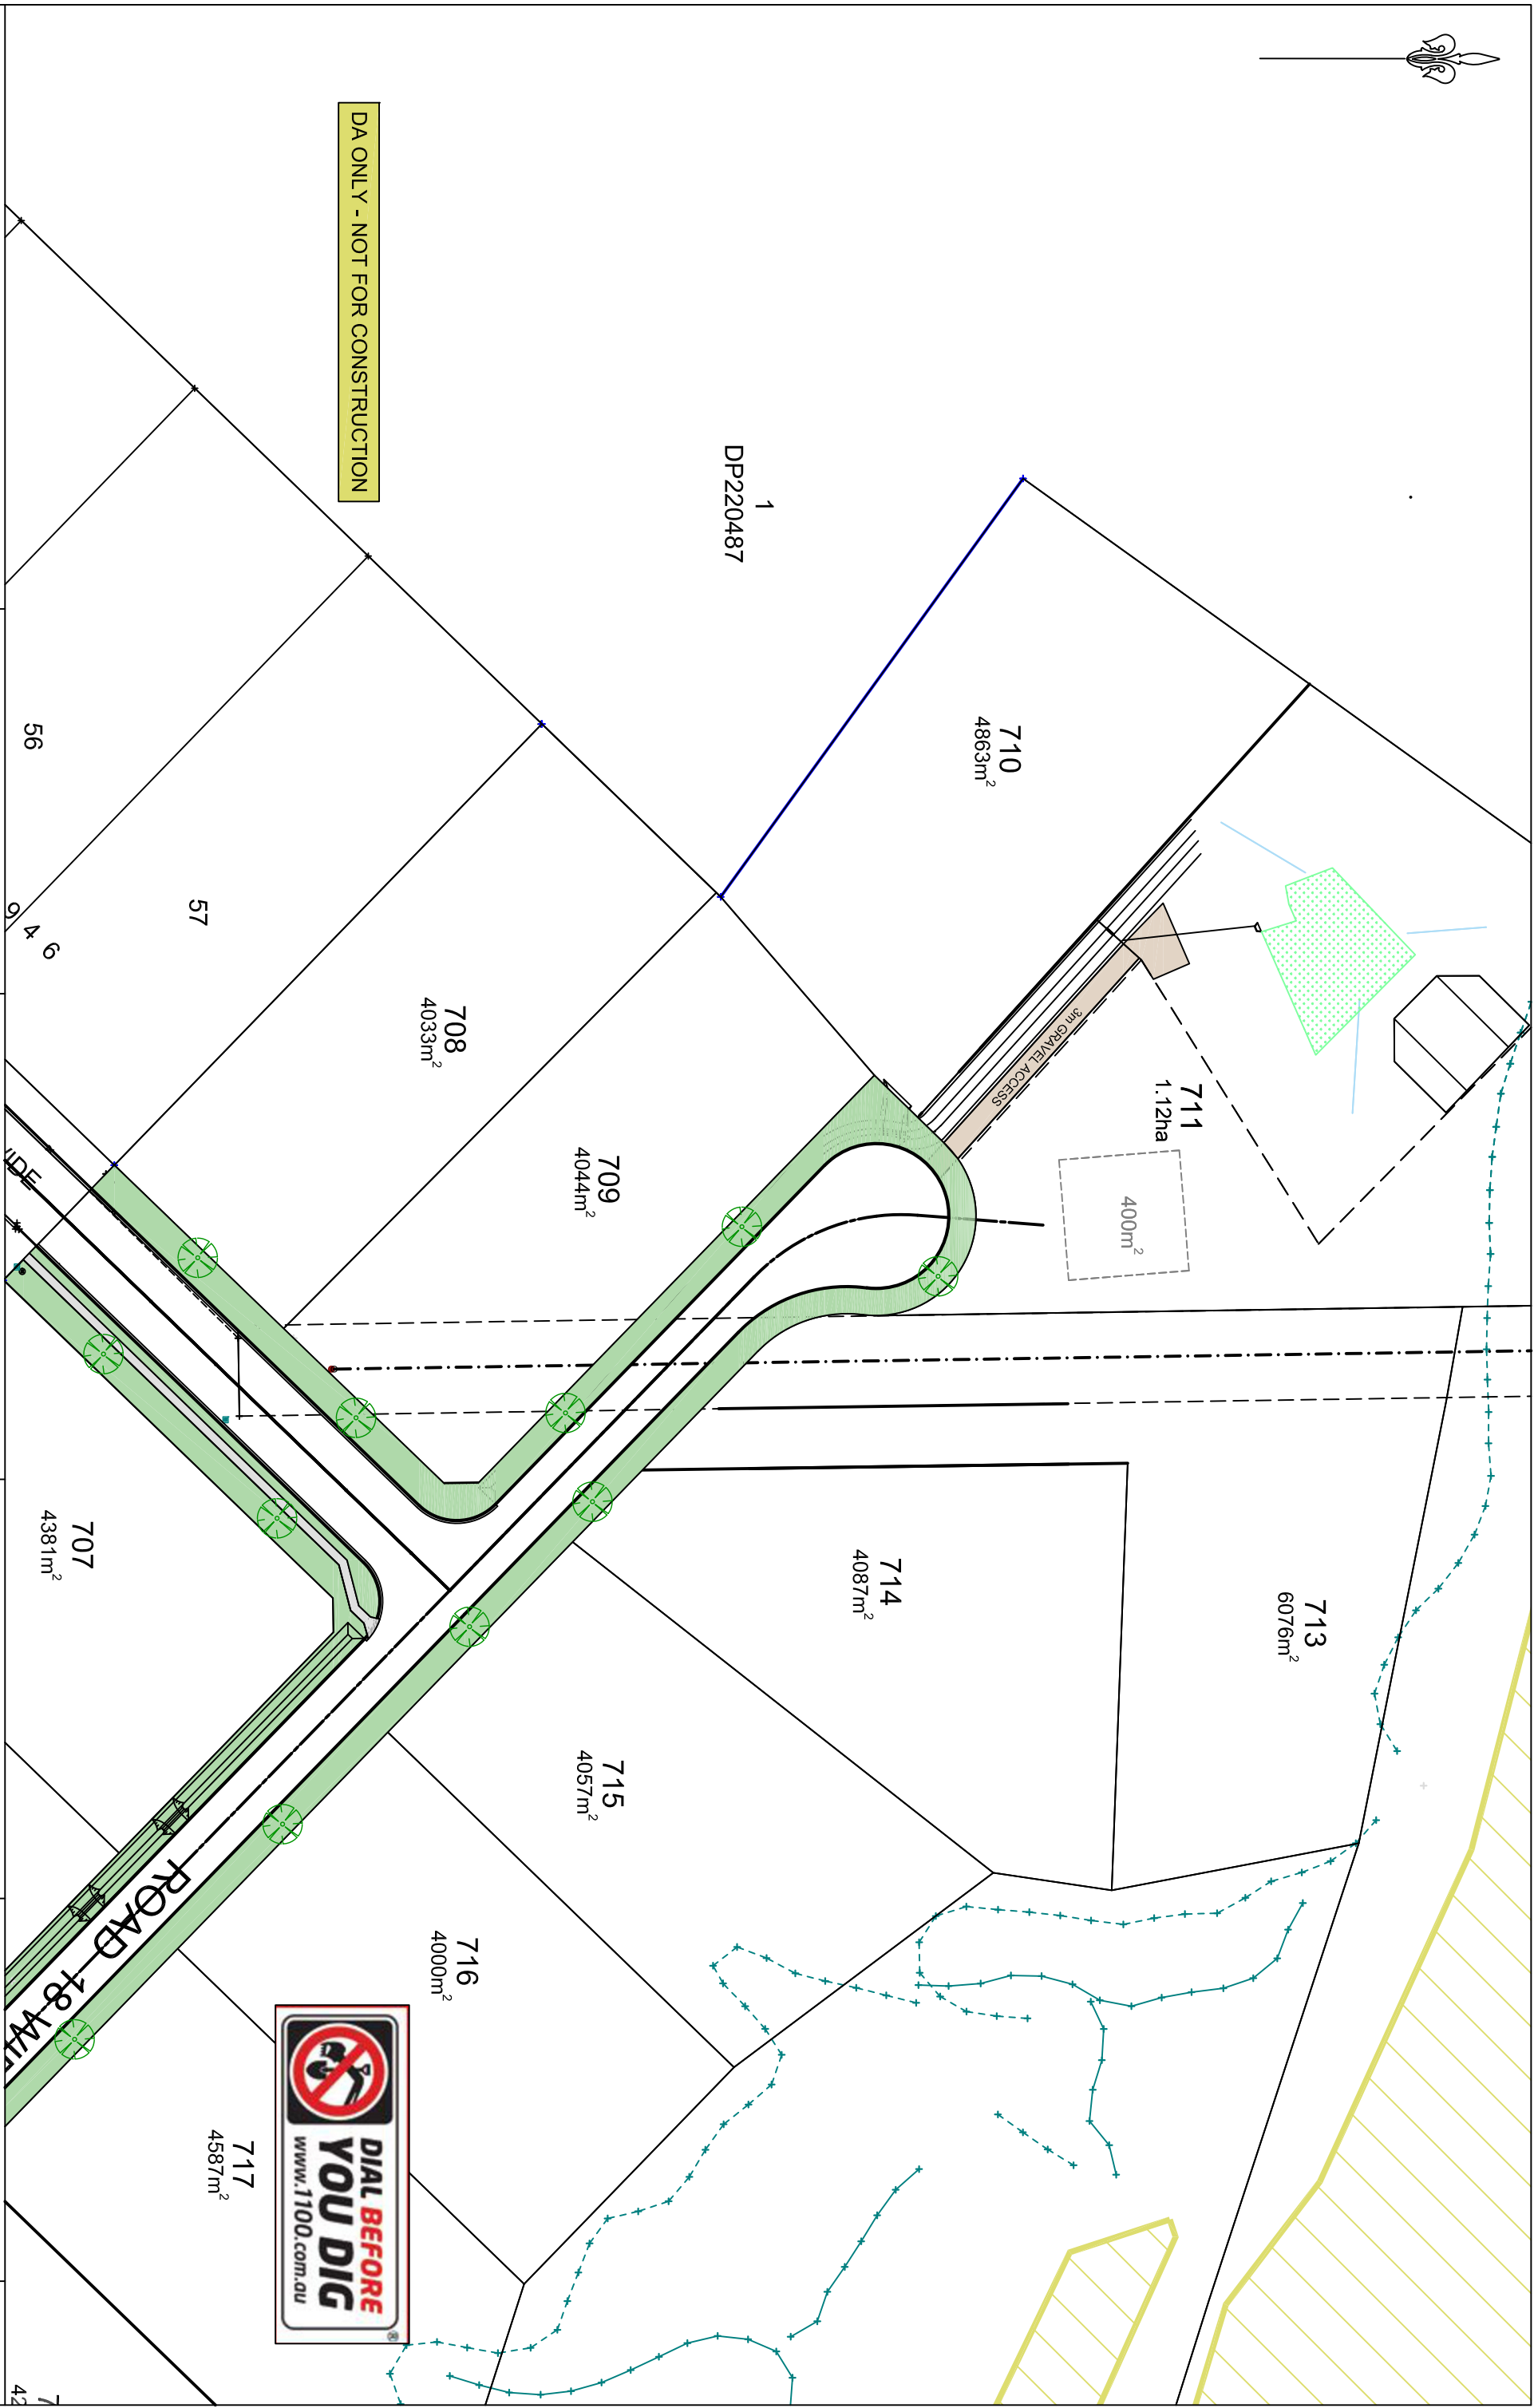 DA ONLY - NOT FOR CONSTRUCTION
1
DP220487
710
4863m²
3m GRAVEL ACCESS
711
1.12ha
400m²
56
57
9
4
6
708
4033m²
709
4044m²
713
6076m²
714
4087m²
707
4381m²
715
4057m²
716
4000m²
717
4587m²
ROAD 18
DIAL BEFORE
YOU DIG
www.1100.com.au
®